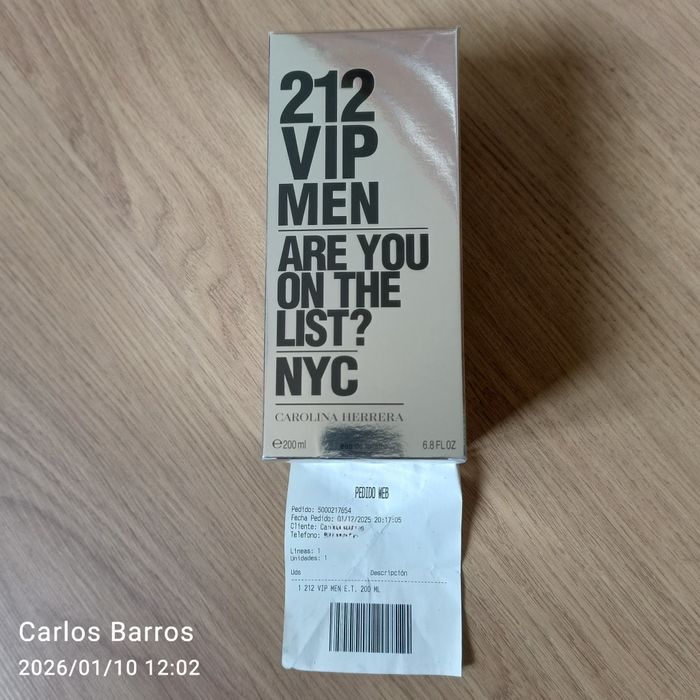 212
VIP
MEN
ARE YOU
ON THE
LIST?
NYC
CAROLINA HERRERA
℮200 ml 6.8 FL OZ
PEDIDO WEB
Pedido: 5000217654
Fecha Pedido: 01/12/2025 20:17:05
Cliente:
Telefono:
Lineas: 1
Unidades: 1
Uds Descripción
1 212 VIP MEN E.T. 200 ML
Carlos Barros
2026/01/10 12:02